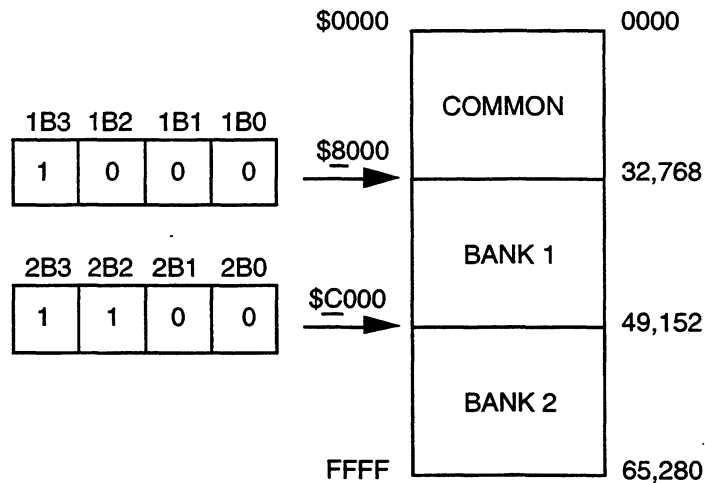 $0000
0000
COMMON
1B3 1B2 1B1 1B0
1 0 0 0
$8000
32,768
BANK 1
2B3 2B2 2B1 2B0
1 1 0 0
$C000
49,152
BANK 2
FFFF
65,280